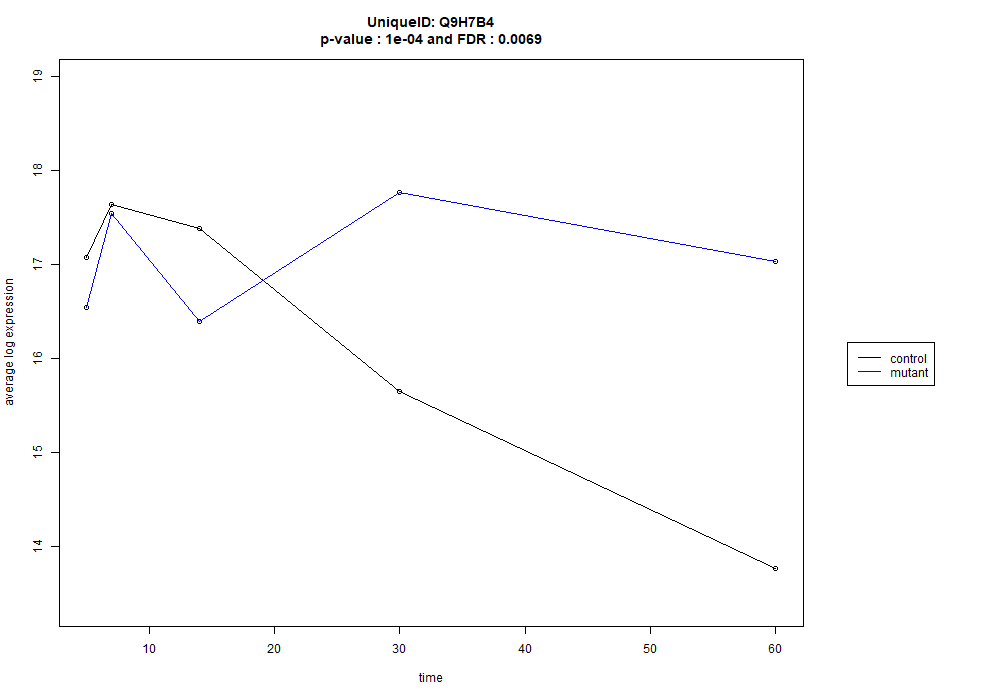 UniqueID: Q9H7B4
p-value : 1e-04 and FDR : 0.0069
19
18
17
16
15
14
average log expression
10 20 30 40 50 60
time
control
mutant